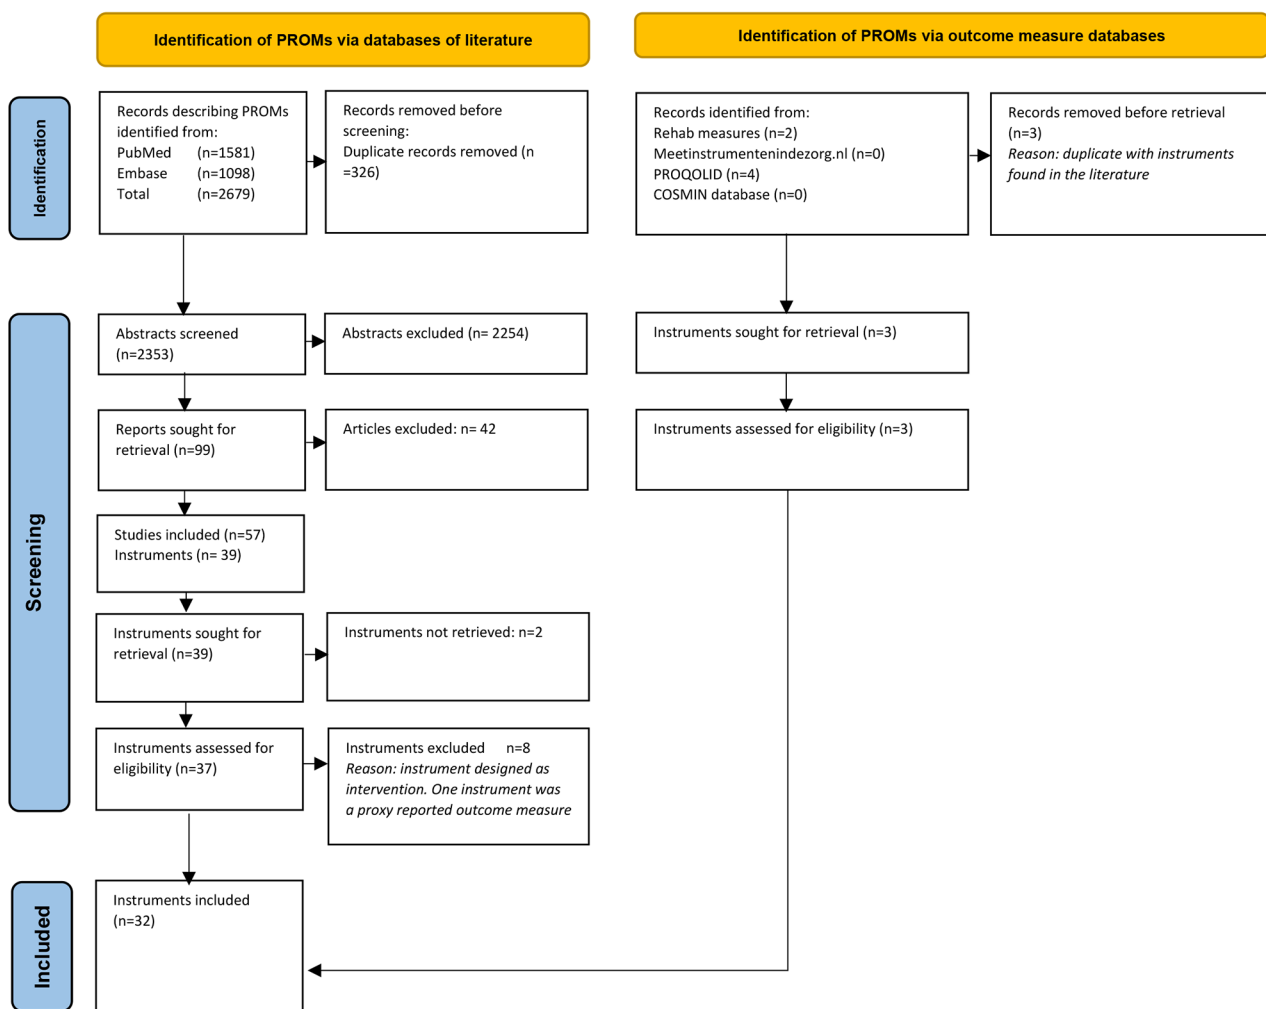 Identification of PROMs via databases of literature
Identification of PROMs via outcome measure databases
Identification
Records describing PROMs
identified from:
PubMed (n=1581)
Embase (n=1098)
Total (n=2679)
Records removed before
screening:
Duplicate records removed (n
=326)
Records identified from:
Rehab measures (n=2)
Meetinstrumentenindezorg.nl (n=0)
PROQOLID (n=4)
COSMIN database (n=0)
Records removed before retrieval
(n=3)
Reason: duplicate with instruments
found in the literature
Screening
Abstracts screened
(n=2353)
Abstracts excluded (n= 2254)
Instruments sought for retrieval (n=3)
Reports sought for
retrieval (n=99)
Articles excluded: n= 42
Instruments assessed for eligibility (n=3)
Studies included (n=57)
Instruments (n= 39)
Instruments sought for
retrieval (n=39)
Instruments not retrieved: n=2
Instruments assessed for
eligibility (n=37)
Instruments excluded n=8
Reason: instrument designed as
intervention. One instrument was
a proxy reported outcome measure
Included
Instruments included
(n=32)